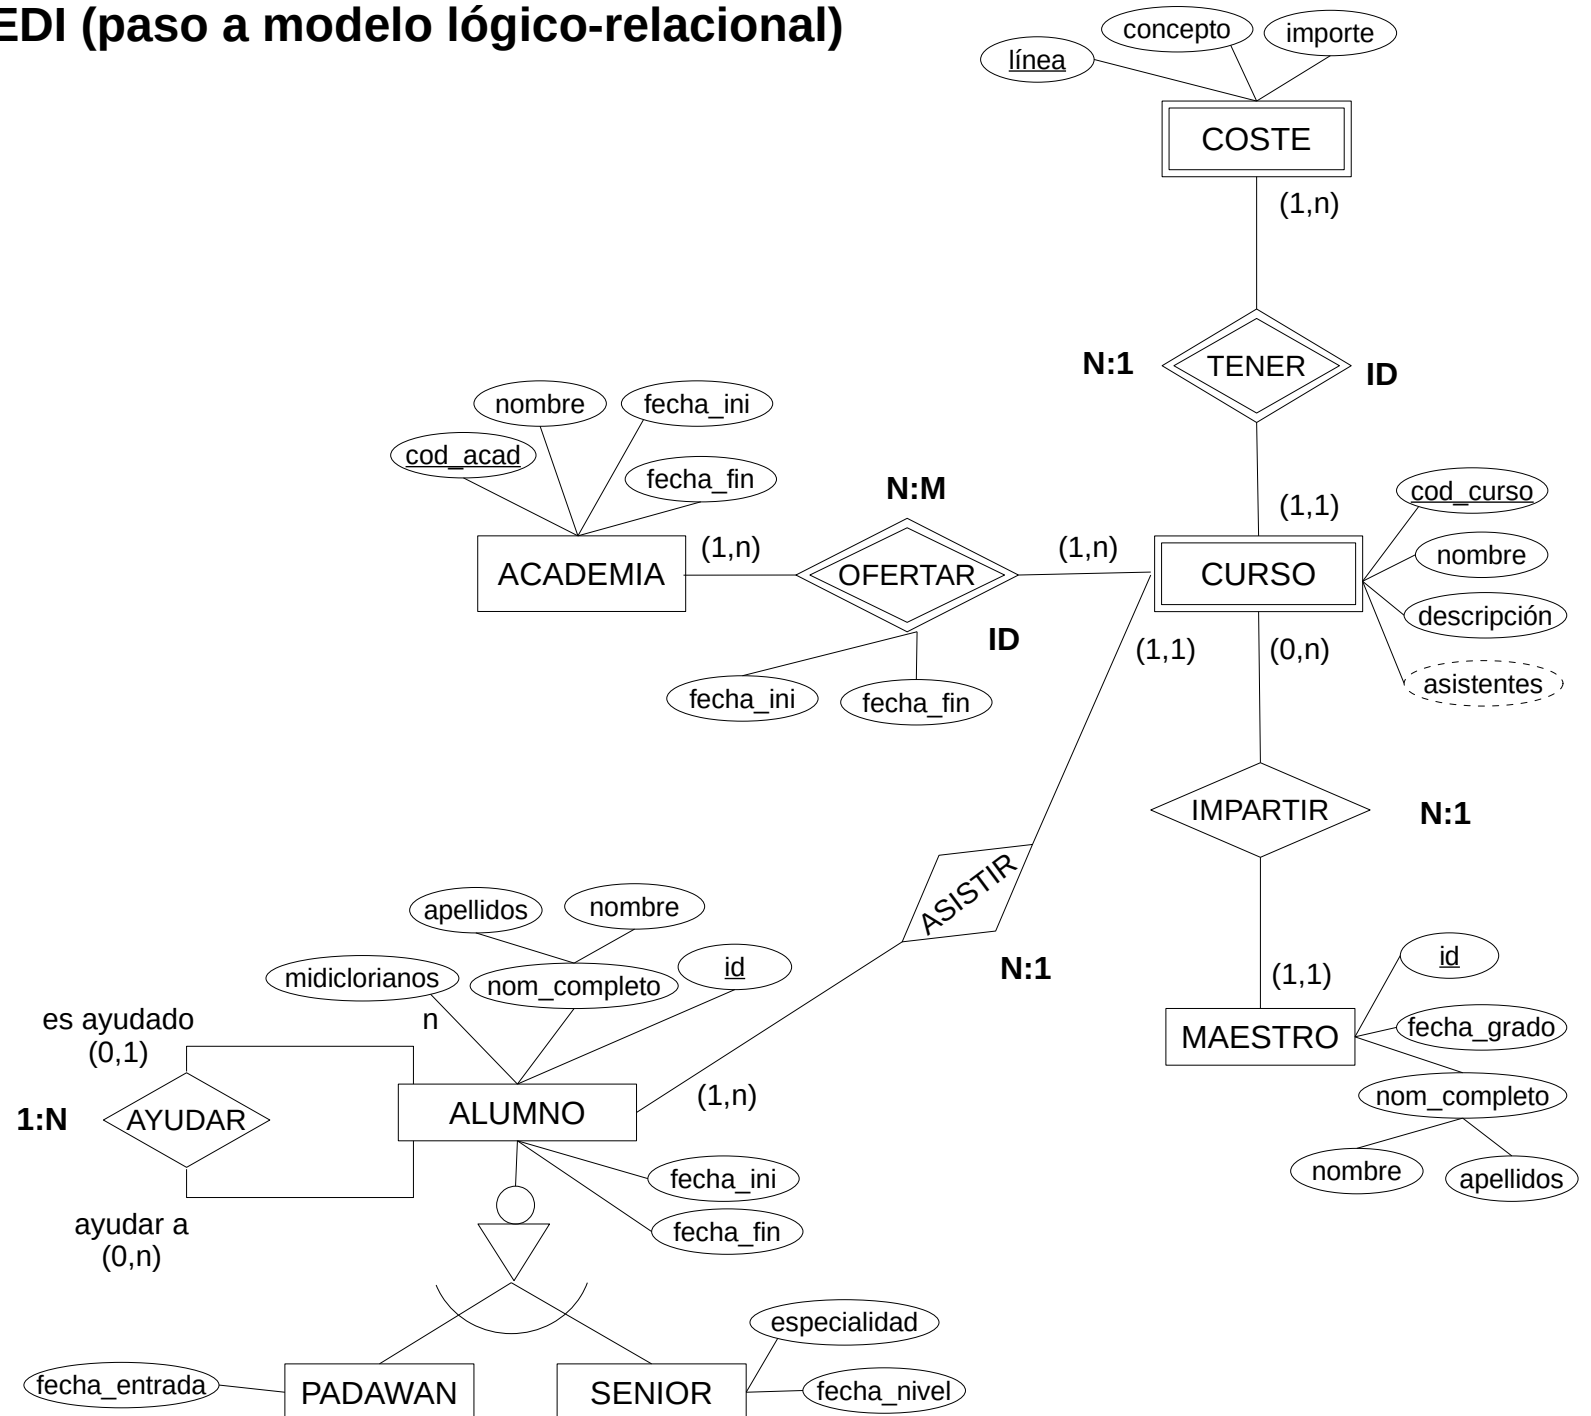 EDI (paso a modelo lógico-relacional)
concepto
importe
línea
COSTE
(1,n)
N:1
TENER
ID
nombre
fecha_ini
cod_acad
fecha_fin
N:M
cod_curso
(1,1)
(1,n)
(1,n)
nombre
ACADEMIA
OFERTAR
CURSO
descripción
ID
(1,1)
(0,n)
asistentes
fecha_ini
fecha_fin
IMPARTIR
N:1
ASISTIR
apellidos
nombre
id
N:1
id
midiclorianos
nom_completo
(1,1)
es ayudado
(0,1)
n
fecha_grado
MAESTRO
nom_completo
(1,n)
1:N
AYUDAR
ALUMNO
nombre
apellidos
fecha_ini
ayudar a
(0,n)
fecha_fin
especialidad
fecha_entrada
PADAWAN
SENIOR
fecha_nivel